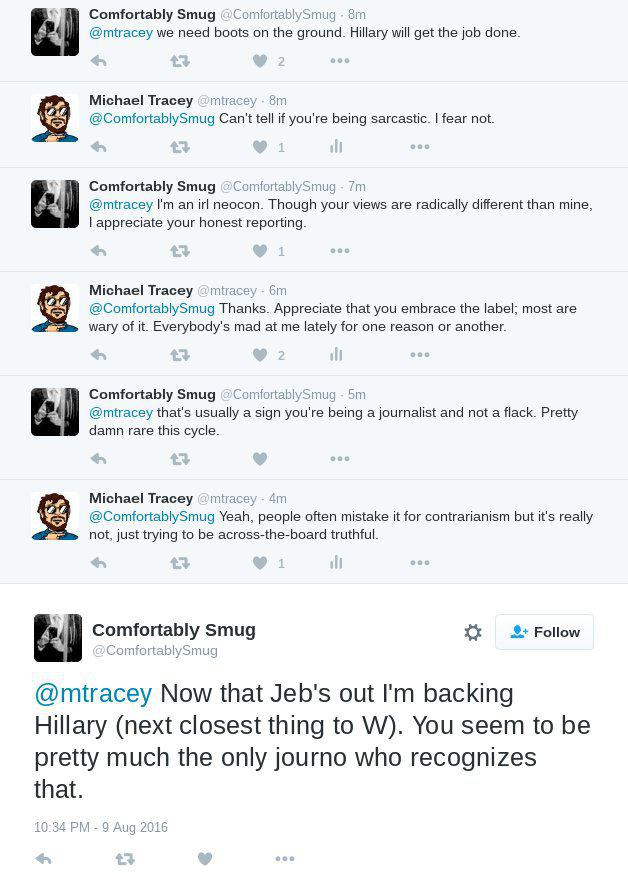 Comfortably Smug @ComfortablySmug · 8m
@mtracey we need boots on the ground. Hillary will get the job done.
2
Michael Tracey @mtracey · 8m
@ComfortablySmug Can't tell if you're being sarcastic. I fear not.
1
Comfortably Smug @ComfortablySmug · 7m
@mtracey I'm an irl neocon. Though your views are radically different than mine,
I appreciate your honest reporting.
1
Michael Tracey @mtracey · 6m
@ComfortablySmug Thanks. Appreciate that you embrace the label; most are
wary of it. Everybody's mad at me lately for one reason or another.
2
Comfortably Smug @ComfortablySmug · 5m
@mtracey that's usually a sign you're being a journalist and not a flack. Pretty
damn rare this cycle.
Michael Tracey @mtracey · 4m
@ComfortablySmug Yeah, people often mistake it for contrarianism but it's really
not, just trying to be across-the-board truthful.
1
Comfortably Smug
@ComfortablySmug
Follow
@mtracey Now that Jeb's out I'm backing
Hillary (next closest thing to W). You seem to be
pretty much the only journo who recognizes
that.
10:34 PM - 9 Aug 2016